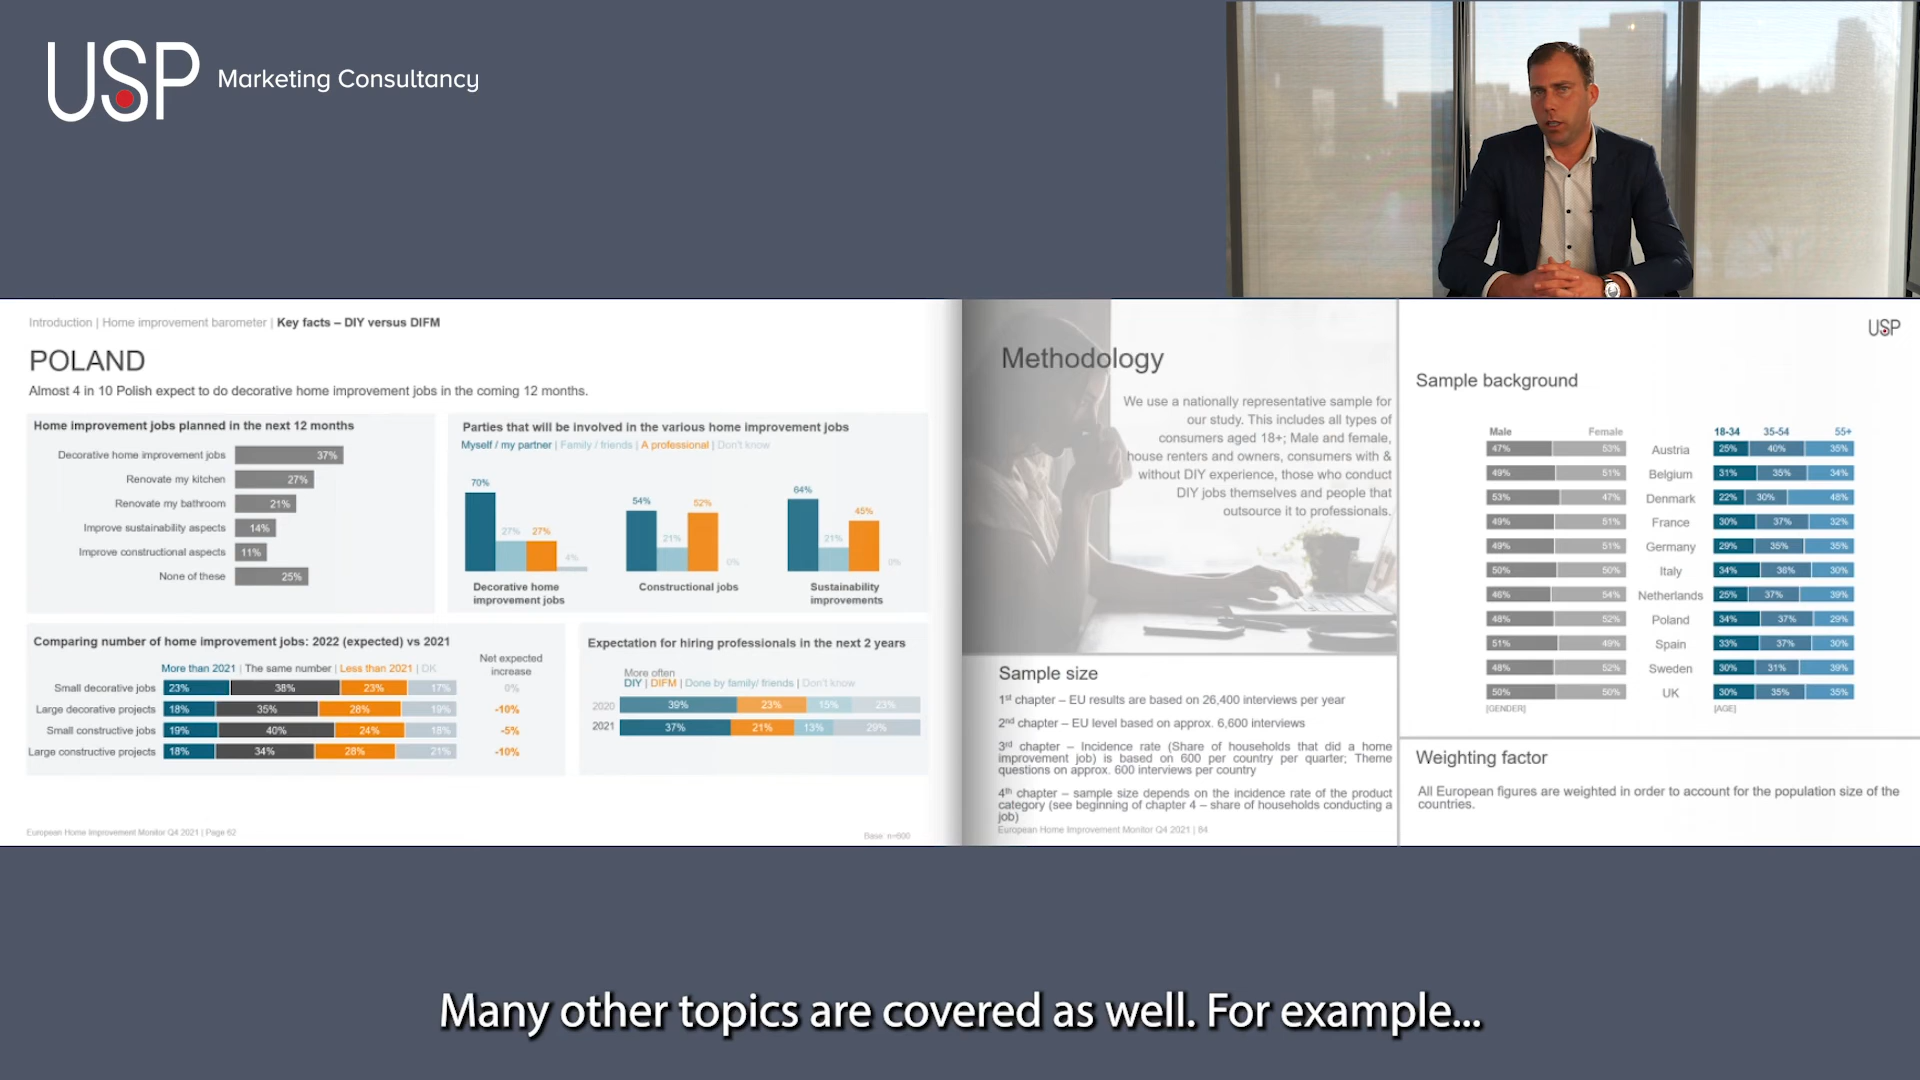 USP Marketing Consultancy
Introduction | Home improvement barometer | Key facts – DIY versus DIFM
POLAND
Almost 4 in 10 Polish expect to do decorative home improvement jobs in the coming 12 months.
Home improvement jobs planned in the next 12 months
Decorative home improvement jobs 37%
Renovate my kitchen 27%
Renovate my bathroom 21%
Improve sustainability aspects 14%
Improve constructional aspects 11%
None of these 25%
Parties that will be involved in the various home improvement jobs
Myself / my partner | Family / friends | A professional | Don't know
70% 27% 27% 4%
54% 21% 52% 0%
64% 21% 45% 0%
Decorative home
improvement jobs
Constructional jobs
Sustainability
improvements
Comparing number of home improvement jobs: 2022 (expected) vs 2021
More than 2021 | The same number | Less than 2021 | DK
Net expected
increase
Small decorative jobs 23% 38% 23% 17% 0%
Large decorative projects 18% 35% 28% 19% -10%
Small constructive jobs 19% 40% 24% 18% -5%
Large constructive projects 18% 34% 28% 21% -10%
Expectation for hiring professionals in the next 2 years
More often
DIY | DIFM | Done by family/ friends | Don't know
2020 39% 23% 15% 23%
2021 37% 21% 13% 29%
European Home Improvement Monitor Q4 2021 | Page 62
Base n=600
Methodology
We use a nationally representative sample for
our study. This includes all types of
consumers aged 18+; Male and female,
house renters and owners, consumers with &
without DIY experience, those who conduct
DIY jobs themselves and people that
outsource it to professionals.
Sample size
1st chapter – EU results are based on 26,400 interviews per year
2nd chapter – EU level based on approx. 6,600 interviews
3rd chapter – Incidence rate (Share of households that did a home
improvement job) is based on 600 per country per quarter; Theme
questions on approx. 600 interviews per country
4th chapter – sample size depends on the incidence rate of the product
category (see beginning of chapter 4 – share of households conducting a
job)
European Home Improvement Monitor Q4 2021 | 84
USP
Sample background
Male Female 18-34 35-54 55+
47% 53% Austria 25% 40% 35%
49% 51% Belgium 31% 35% 34%
53% 47% Denmark 22% 30% 48%
49% 51% France 30% 37% 32%
49% 51% Germany 29% 35% 35%
50% 50% Italy 34% 36% 30%
46% 54% Netherlands 25% 37% 39%
48% 52% Poland 34% 37% 29%
51% 49% Spain 33% 37% 30%
48% 52% Sweden 30% 31% 39%
50% 50% UK 30% 35% 35%
[GENDER] [AGE]
Weighting factor
All European figures are weighted in order to account for the population size of the
countries.
Many other topics are covered as well. For example...